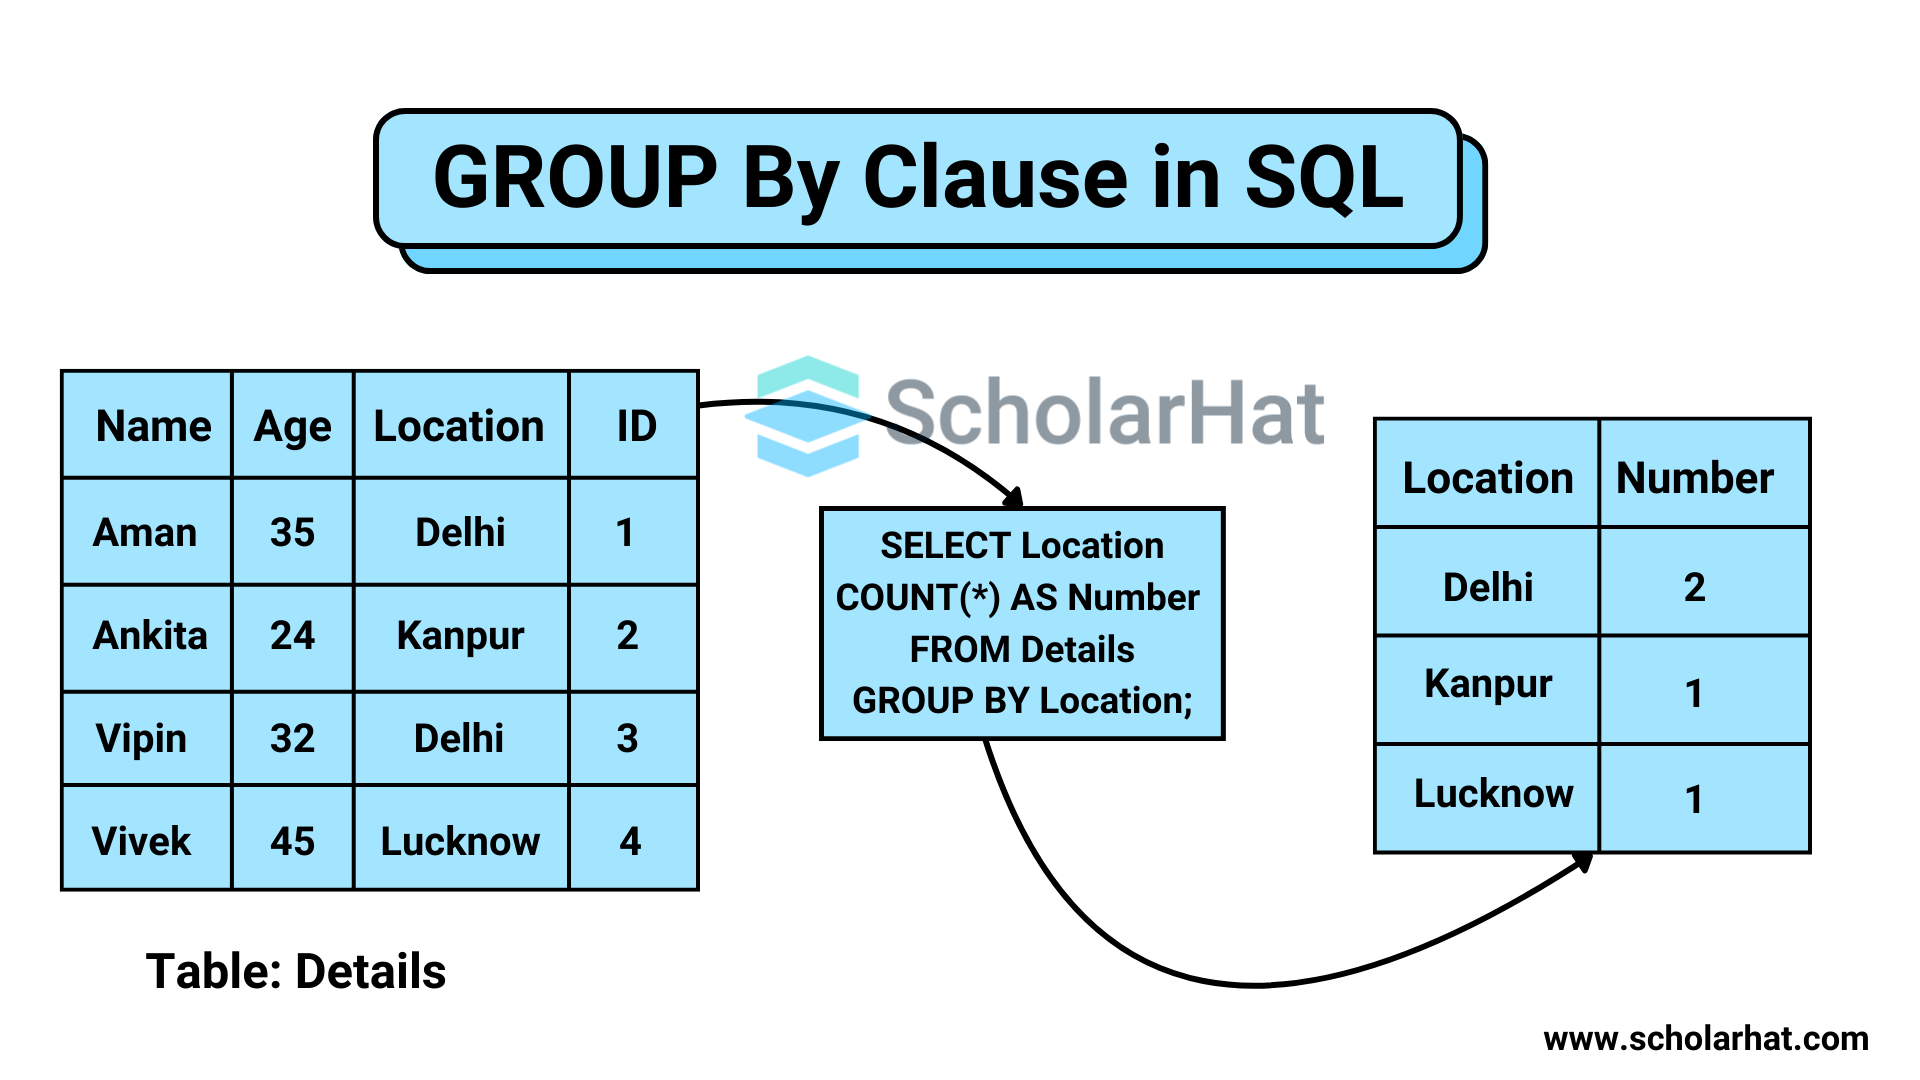 GROUP By Clause in SQL
ScholarHat
Name Age Location ID
Aman 35 Delhi 1
Ankita 24 Kanpur 2
Vipin 32 Delhi 3
Vivek 45 Lucknow 4
Table: Details
SELECT Location
COUNT(*) AS Number
FROM Details
GROUP BY Location;
Location Number
Delhi 2
Kanpur 1
Lucknow 1
www.scholarhat.com